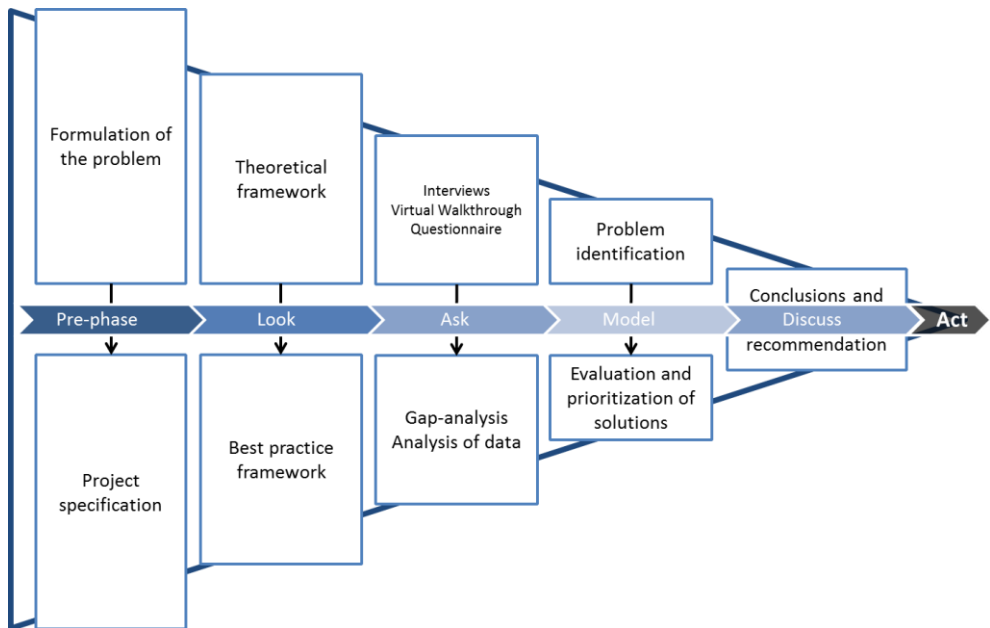 Formulation of
the problem
Theoretical
framework
Interviews
Virtual Walkthrough
Questionnaire
Problem
identification
Conclusions and
Pre-phase
Look
Ask
Model
Discuss
Act
recommendation
Project
specification
Best practice
framework
Gap-analysis
Analysis of data
Evaluation and
prioritization of
solutions